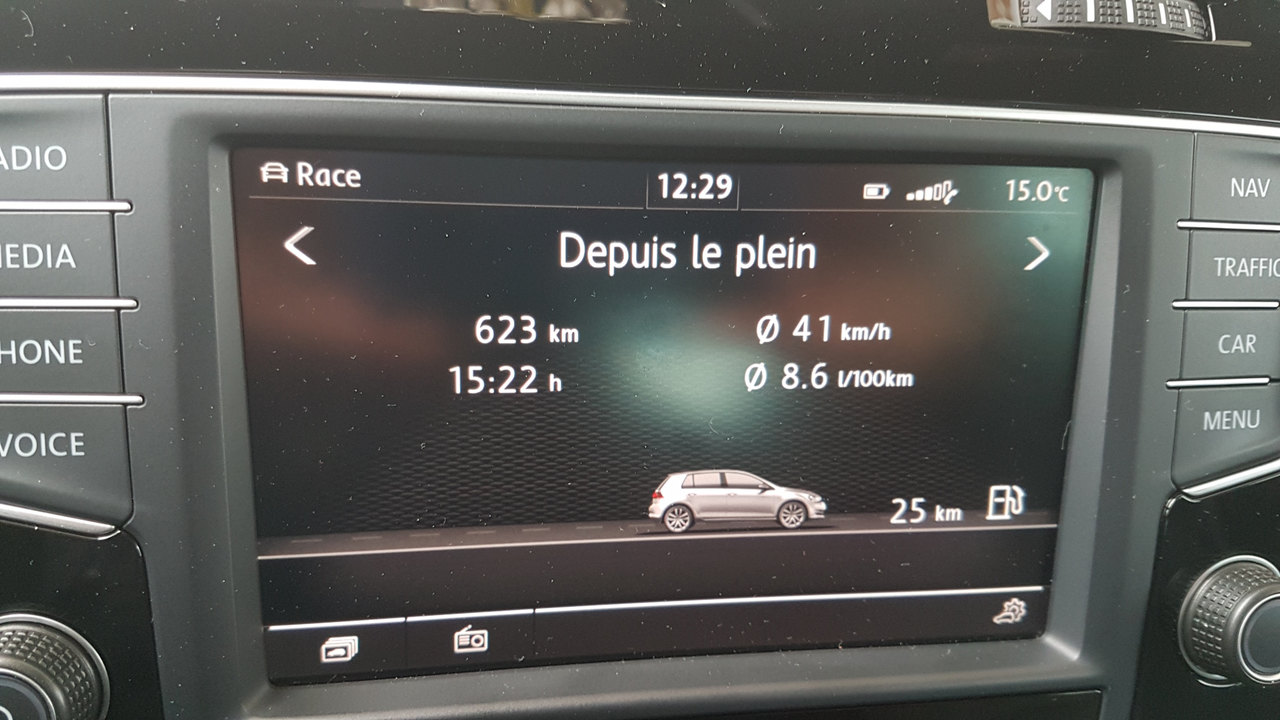 Race 12:29 15.0°C
Depuis le plein
623 km Ø 41 km/h
15:22 h Ø 8.6 l/100km
25 km
ADIO
MEDIA
HONE
VOICE
NAV
TRAFFIC
CAR
MENU